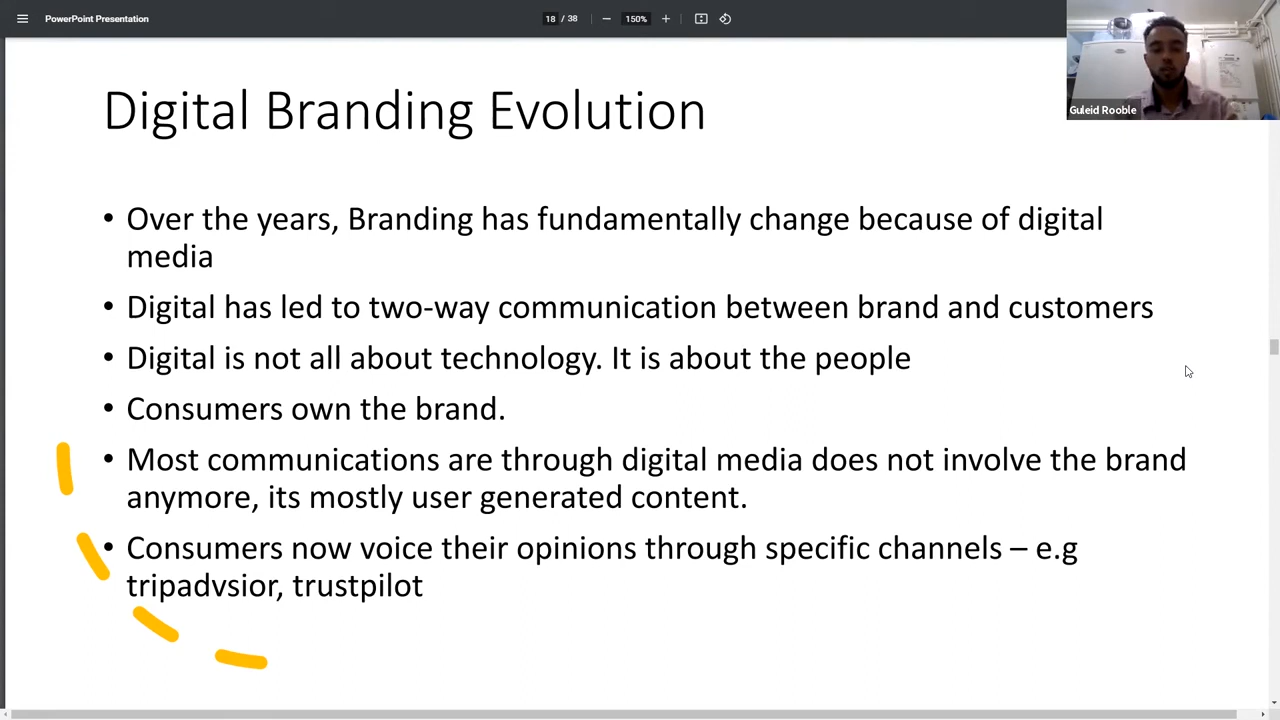 PowerPoint Presentation
18 / 38
150%
Guleid Rooble
Digital Branding Evolution
• Over the years, Branding has fundamentally change because of digital
media
• Digital has led to two-way communication between brand and customers
• Digital is not all about technology. It is about the people
• Consumers own the brand.
• Most communications are through digital media does not involve the brand
anymore, its mostly user generated content.
• Consumers now voice their opinions through specific channels – e.g
tripadvsior, trustpilot